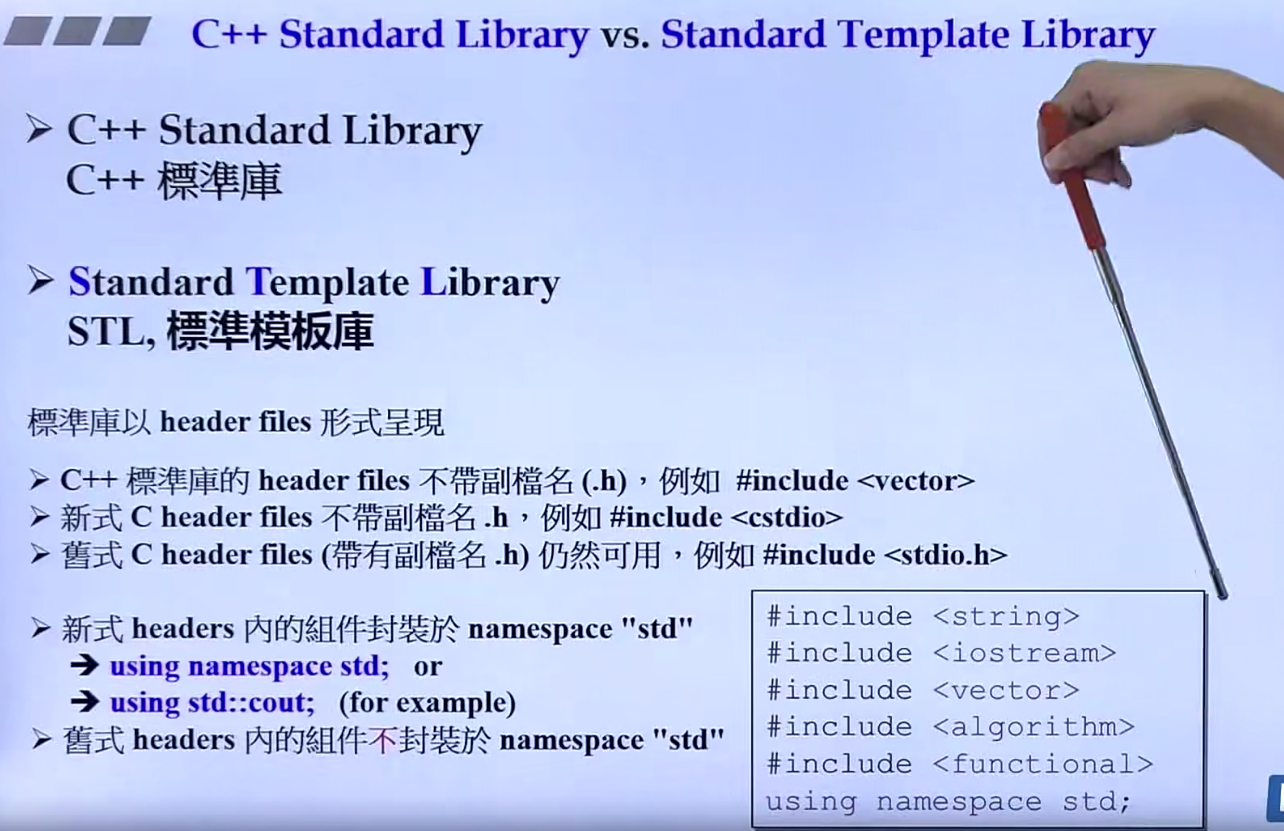 C++ Standard Library vs. Standard Template Library
➢ C++ Standard Library
C++ 標準庫
➢ Standard Template Library
STL, 標準模板庫
標準庫以 header files 形式呈現
➢ C++ 標準庫的 header files 不帶副檔名 (.h)，例如 #include <vector>
➢ 新式 C header files 不帶副檔名 .h，例如 #include <cstdio>
➢ 舊式 C header files (帶有副檔名 .h) 仍然可用，例如 #include <stdio.h>
➢ 新式 headers 內的組件封裝於 namespace "std"
➔ using namespace std; or
➔ using std::cout; (for example)
➢ 舊式 headers 內的組件不封裝於 namespace "std"
#include <string>
#include <iostream>
#include <vector>
#include <algorithm>
#include <functional>
using namespace std;